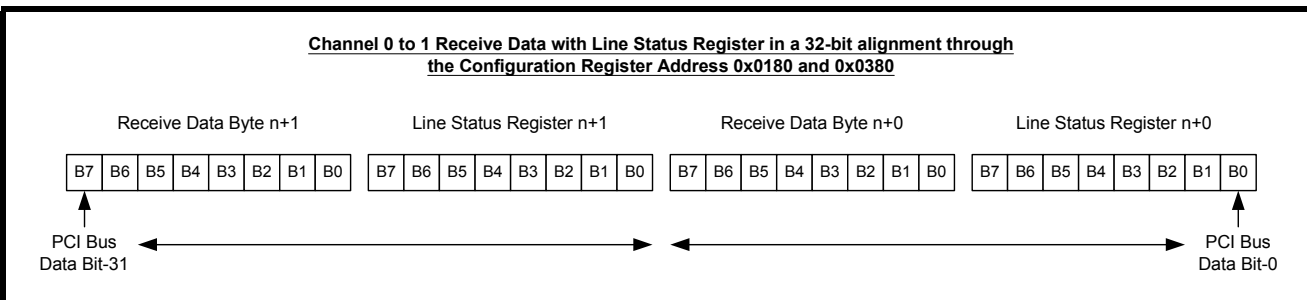 Channel 0 to 1 Receive Data with Line Status Register in a 32-bit alignment through
the Configuration Register Address 0x0180 and 0x0380
Receive Data Byte n+1 Line Status Register n+1 Receive Data Byte n+0 Line Status Register n+0
B7 B6 B5 B4 B3 B2 B1 B0 B7 B6 B5 B4 B3 B2 B1 B0 B7 B6 B5 B4 B3 B2 B1 B0 B7 B6 B5 B4 B3 B2 B1 B0
PCI Bus
Data Bit-31
PCI Bus
Data Bit-0